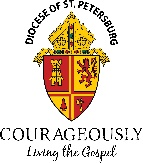 DIOCESE OF ST. PETERSBURG
COURAGEOUSLY
Living the Gospel